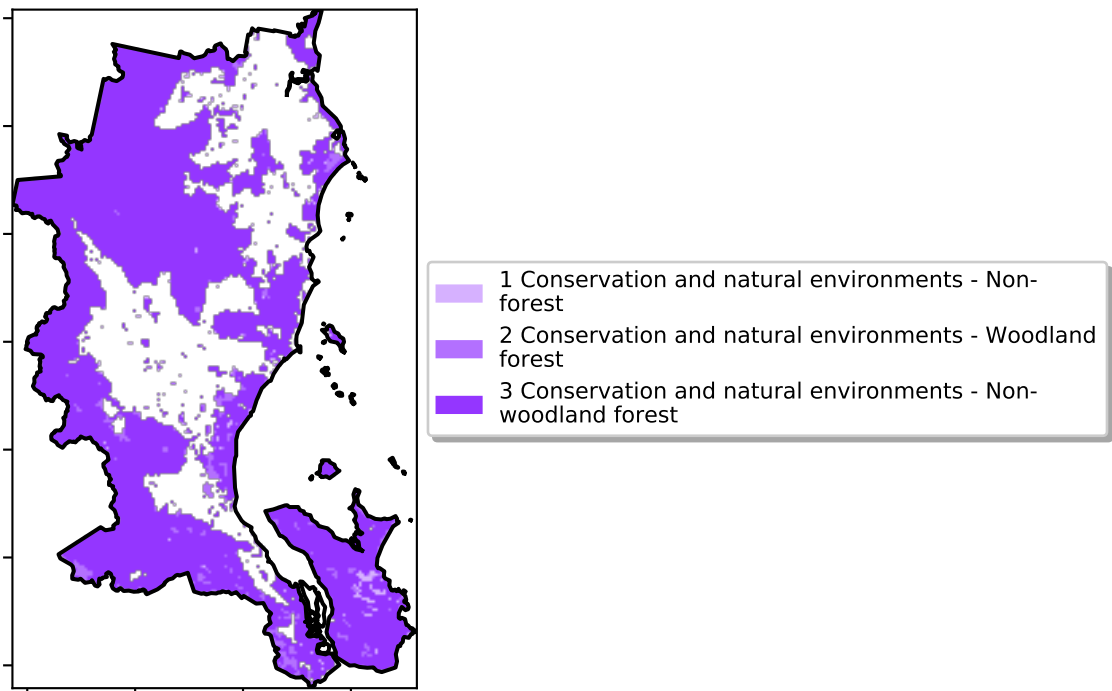 1 Conservation and natural environments - Non-
forest
2 Conservation and natural environments - Woodland
forest
3 Conservation and natural environments - Non-
woodland forest